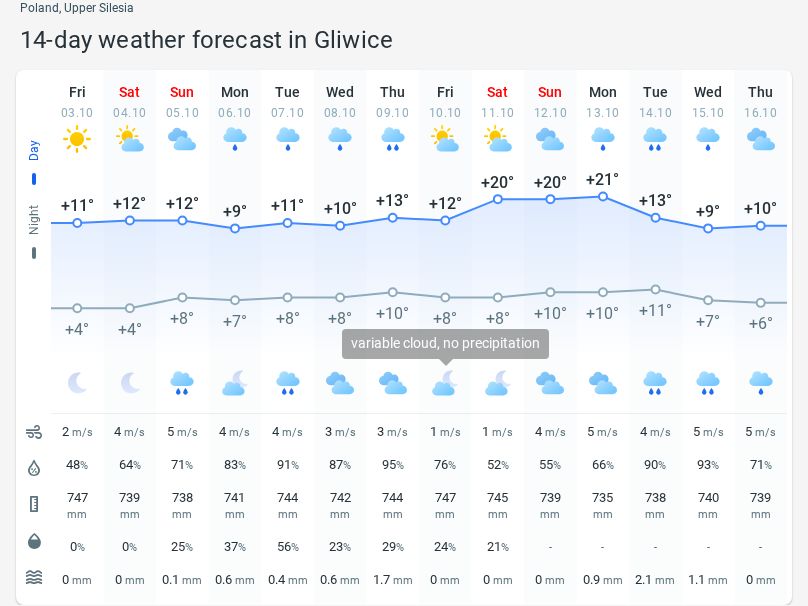 Poland, Upper Silesia
14-day weather forecast in Gliwice
Fri Sat Sun Mon Tue Wed Thu Fri Sat Sun Mon Tue Wed Thu
03.10 04.10 05.10 06.10 07.10 08.10 09.10 10.10 11.10 12.10 13.10 14.10 15.10 16.10
Day
+11° +12° +12° +9° +11° +10° +13° +12° +20° +20° +21° +13° +9° +10°
Night
+4° +4° +8° +7° +8° +8° +10° +8° +8° +10° +10° +11° +7° +6°
variable cloud, no precipitation
2 m/s 4 m/s 5 m/s 4 m/s 4 m/s 3 m/s 3 m/s 1 m/s 1 m/s 4 m/s 5 m/s 4 m/s 5 m/s 5 m/s
48% 64% 71% 83% 91% 87% 95% 76% 52% 55% 66% 90% 93% 71%
747 739 738 741 744 742 744 747 745 739 735 738 740 739
mm mm mm mm mm mm mm mm mm mm mm mm mm mm
0% 0% 25% 37% 56% 23% 29% 24% 21% - - - - -
0 mm 0 mm 0.1 mm 0.6 mm 0.4 mm 0.6 mm 1.7 mm 0 mm 0 mm 0 mm 0.9 mm 2.1 mm 1.1 mm 0 mm